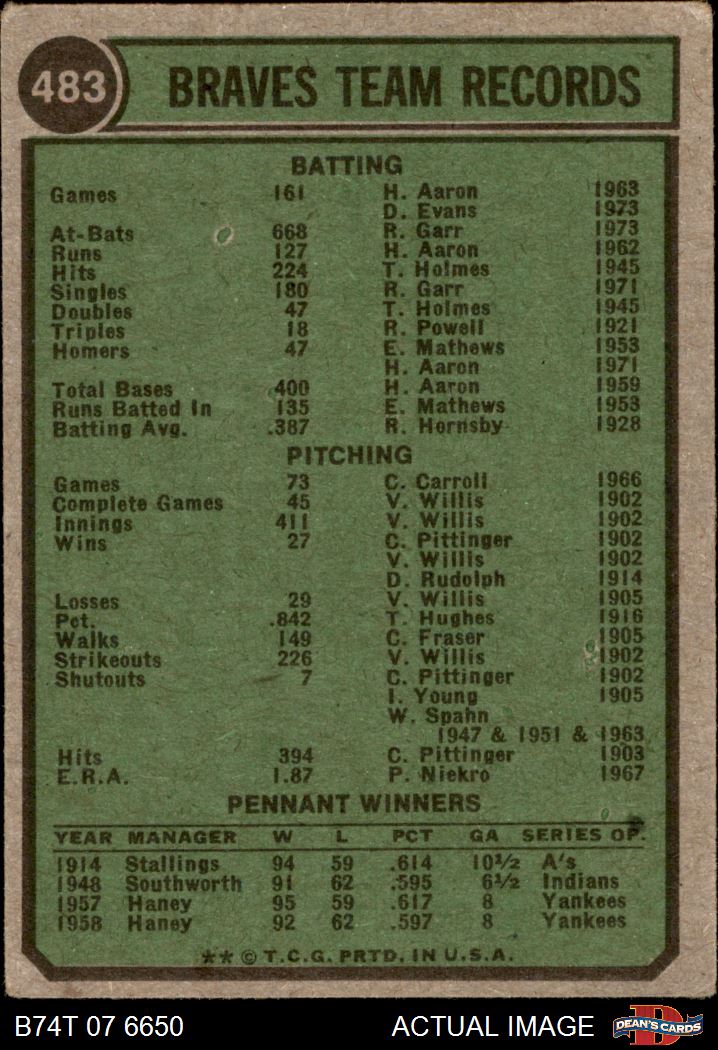 483 BRAVES TEAM RECORDS
BATTING
Games 161 H. Aaron 1963
D. Evans 1973
At-Bats 668 R. Garr 1973
Runs 127 H. Aaron 1962
Hits 224 T. Holmes 1945
Singles 180 R. Garr 1971
Doubles 47 T. Holmes 1945
Triples 18 R. Powell 1921
Homers 47 E. Mathews 1953
H. Aaron 1971
Total Bases 400 H. Aaron 1959
Runs Batted In 135 E. Mathews 1953
Batting Avg. .387 R. Hornsby 1928
PITCHING
Games 73 C. Carroll 1966
Complete Games 45 V. Willis 1902
Innings 411 V. Willis 1902
Wins 27 C. Pittinger 1902
V. Willis 1902
D. Rudolph 1914
Losses 29 V. Willis 1905
Pct. .842 T. Hughes 1916
Walks 149 C. Fraser 1905
Strikeouts 226 V. Willis 1902
Shutouts 7 C. Pittinger 1902
I. Young 1905
W. Spahn
1947 & 1951 & 1963
Hits 394 C. Pittinger 1903
E.R.A. 1.87 P. Niekro 1967
PENNANT WINNERS
YEAR MANAGER W L PCT GA SERIES OP.
1914 Stallings 94 59 .614 10½ A's
1948 Southworth 91 62 .595 6½ Indians
1957 Haney 95 59 .617 8 Yankees
1958 Haney 92 62 .597 8 Yankees
** © T.C.G. PRTD. IN U.S.A.
B74T 07 6650 ACTUAL IMAGE D DEAN'S CARDS